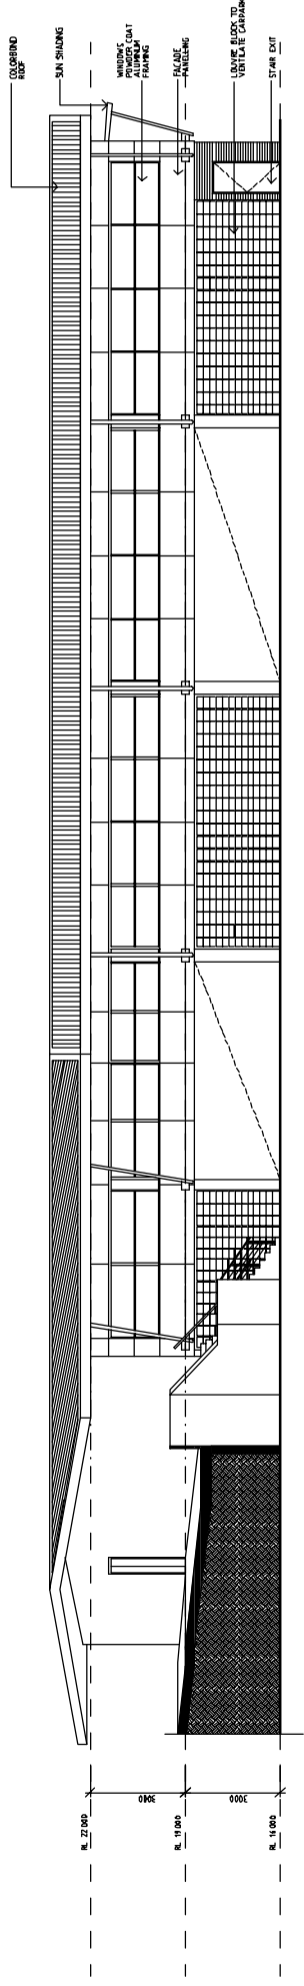 COLORBOND
ROOF
SUN SHADING
WINDOWS
POWDER COAT
ALUMINIUM
FRAMING
FACADE
PANELLING
LOUVRE BLOCK TO
VENTILATE CARPARK
STAIR EXIT
RL 22 000
3000
RL 19 000
3000
RL 16 000